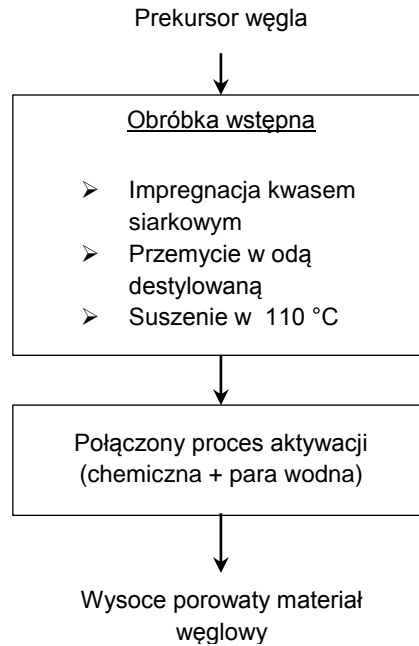 Prekursor węgla
Obróbka wstępna
➢ Impregnacja kwasem
siarkowym
➢ Przemycie w odą
destylowaną
➢ Suszenie w 110 °C
Połączony proces aktywacji
(chemiczna + para wodna)
Wysoce porowaty materiał
węglowy